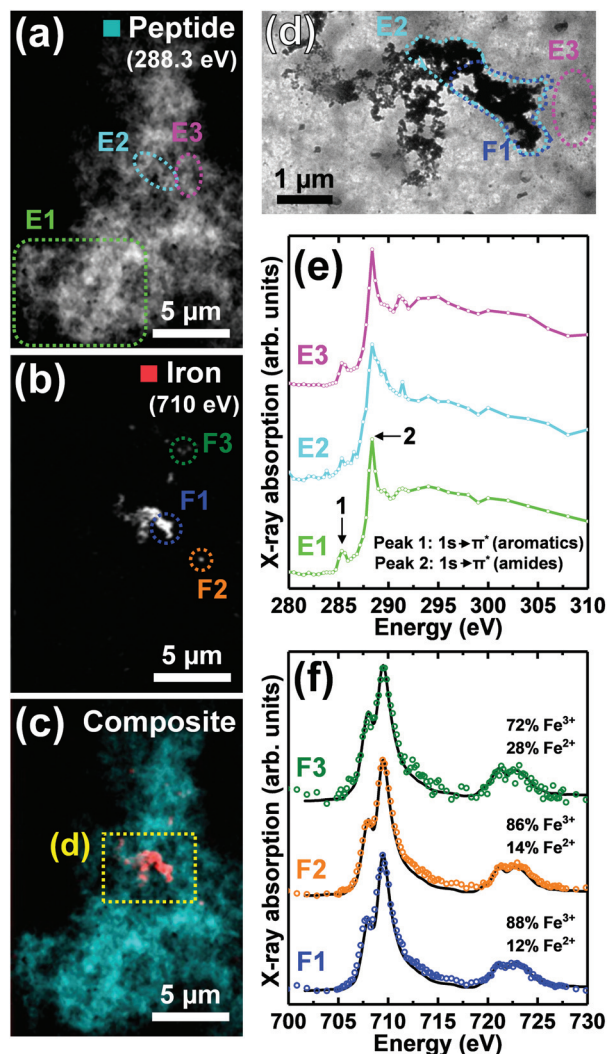 (a)
Peptide
(288.3 eV)
E2
E3
E1
5 µm
(b)
Iron
(710 eV)
F3
F1
F2
5 µm
(c)
Composite
(d)
5 µm
(d)
E2
E3
F1
1 µm
(e)
X-ray absorption (arb. units)
E3
E2
2
1
E1
Peak 1: 1s→π* (aromatics)
Peak 2: 1s→π* (amides)
280 285 290 295 300 305 310
Energy (eV)
(f)
X-ray absorption (arb. units)
F3
72% Fe³⁺
28% Fe²⁺
F2
86% Fe³⁺
14% Fe²⁺
F1
88% Fe³⁺
12% Fe²⁺
700 705 710 715 720 725 730
Energy (eV)